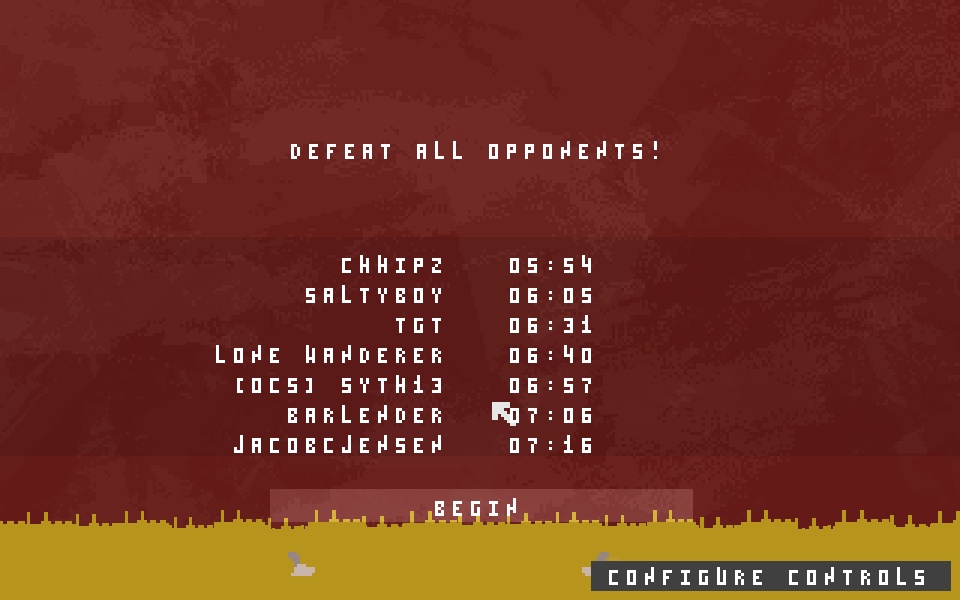 DEFEAT ALL OPPONENTS!
CHHIPZ 05:54
SALTYBOY 06:05
TGT 06:31
LONE WANDERER 06:40
[OCS] SYTH13 06:57
BARLENDER 07:06
JACOBCJENSEN 07:16
BEGIN
CONFIGURE CONTROLS